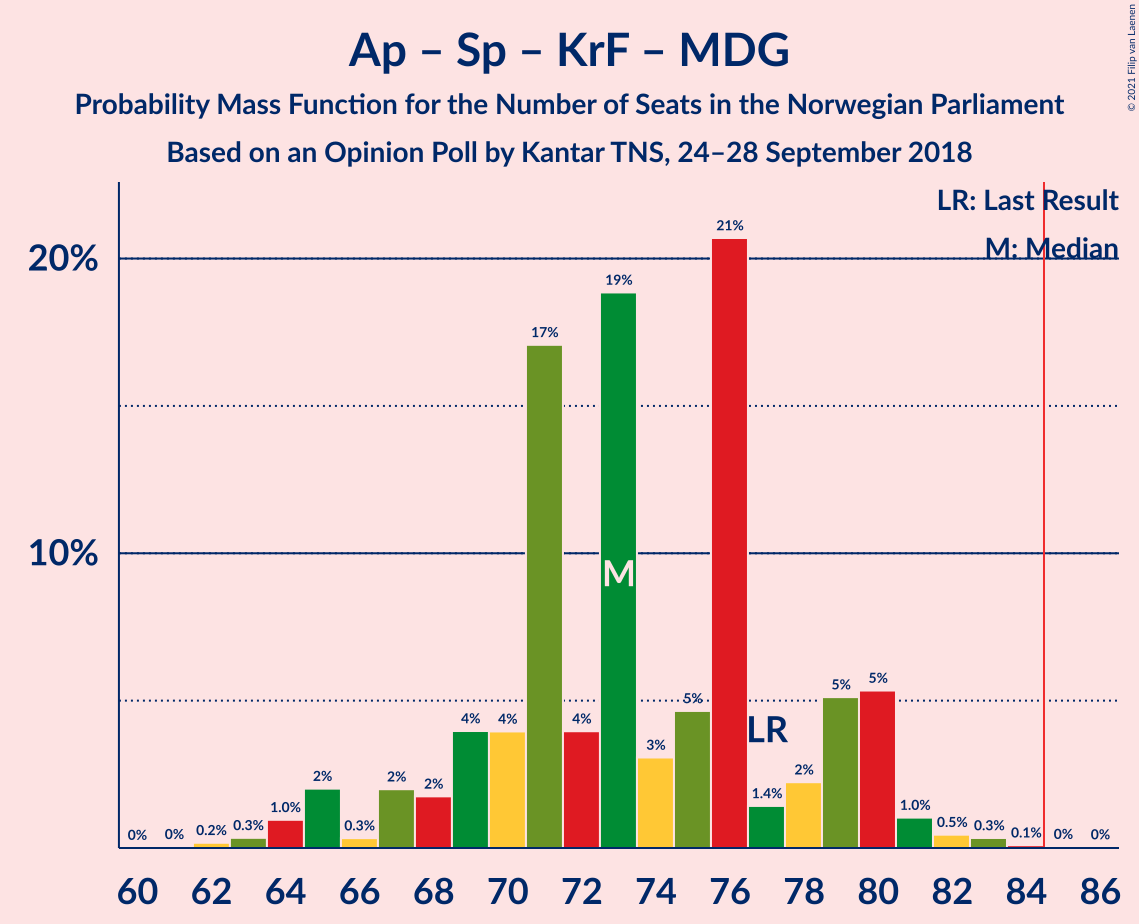 Ap – Sp – KrF – MDG
Probability Mass Function for the Number of Seats in the Norwegian Parliament
Based on an Opinion Poll by Kantar TNS, 24–28 September 2018
© 2021 Filip van Laenen
LR: Last Result
M: Median
20%
10%
0% 0% 0.2% 0.3% 1.0% 2% 0.3% 2% 2% 4% 4% 17% 4% 19% 3% 5% 21% 1.4% 2% 5% 5% 1.0% 0.5% 0.3% 0.1% 0% 0%
M
LR
60 62 64 66 68 70 72 74 76 78 80 82 84 86